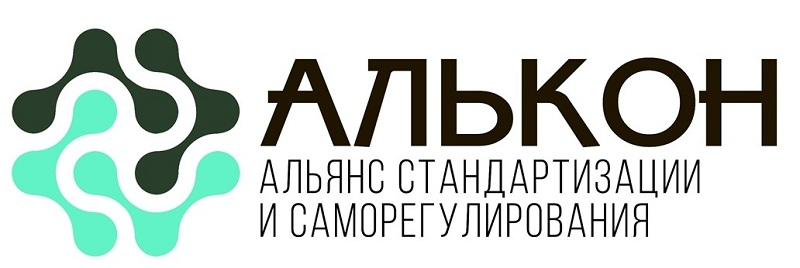 АЛЬКОН
АЛЬЯНС СТАНДАРТИЗАЦИИ
И САМОРЕГУЛИРОВАНИЯ